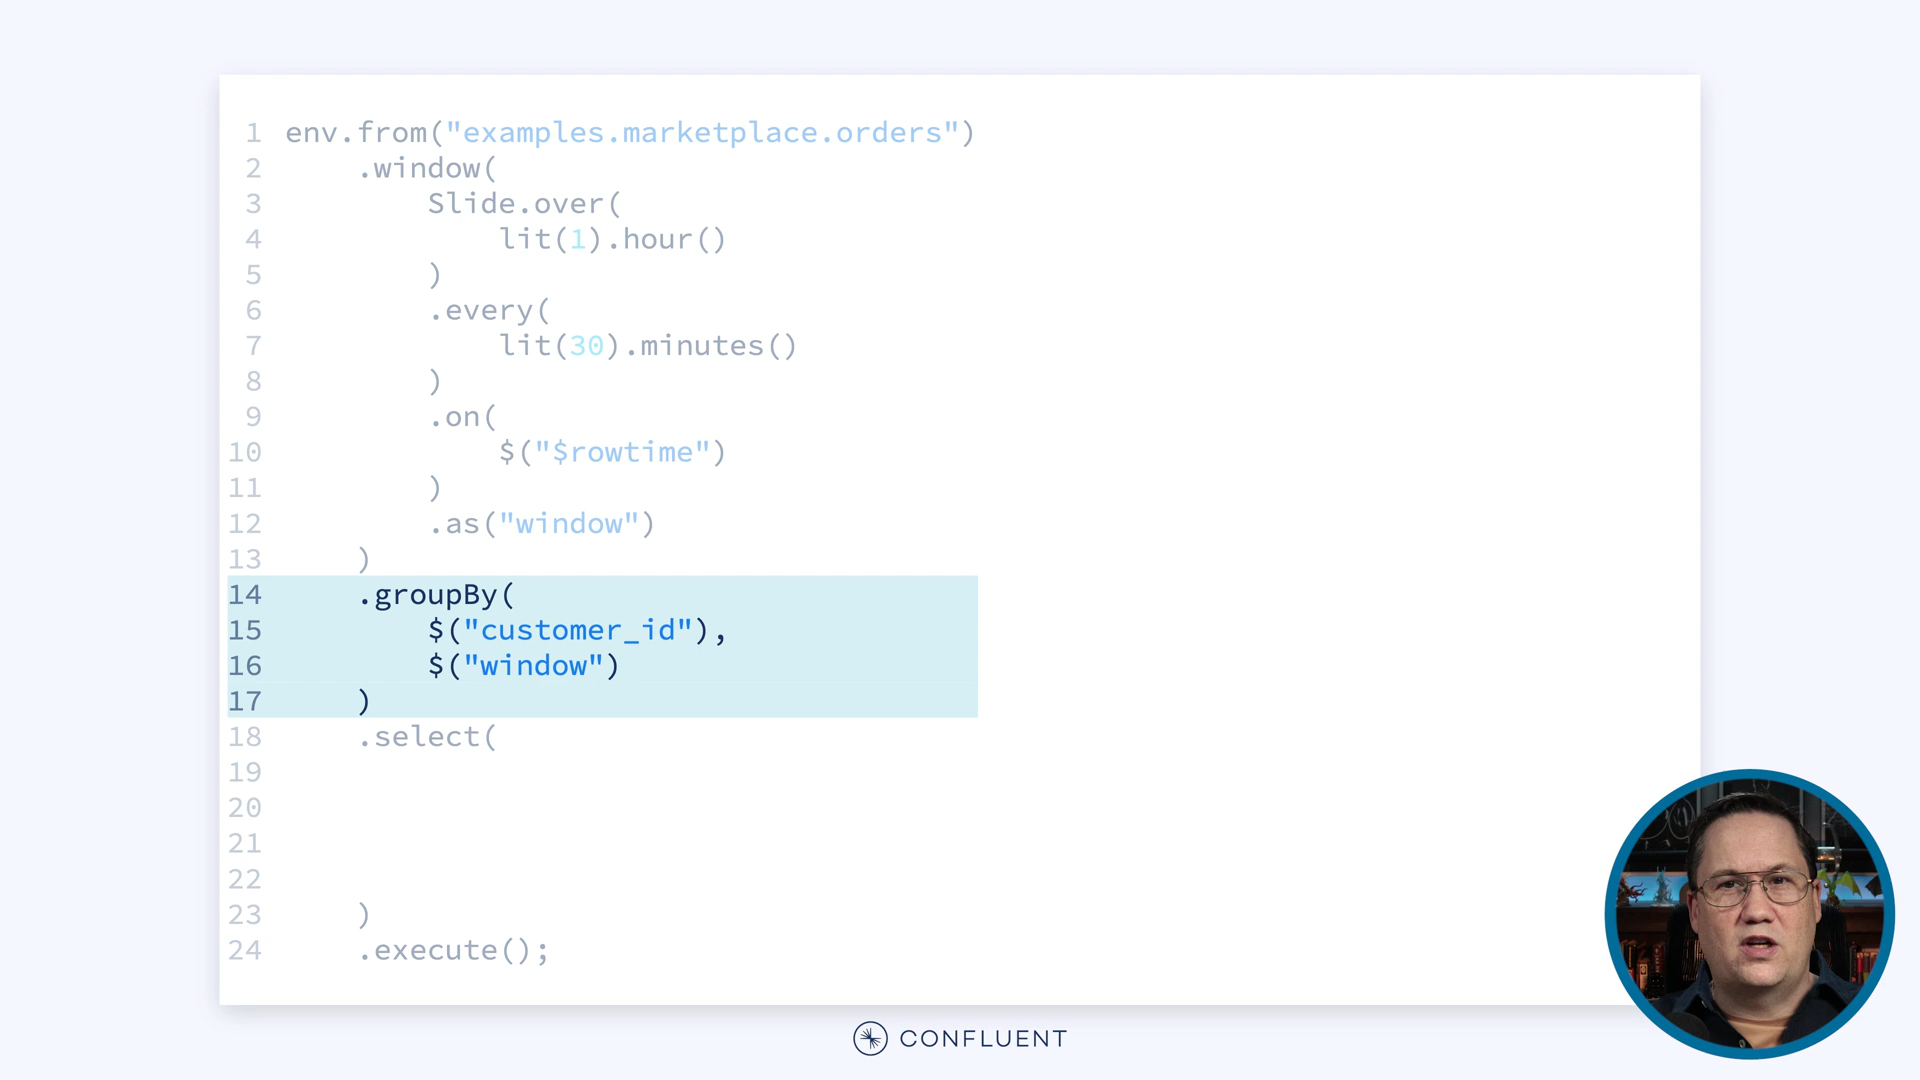 1 env.from("examples.marketplace.orders")
2     .window(
3         Slide.over(
4             lit(1).hour()
5         )
6         .every(
7             lit(30).minutes()
8         )
9         .on(
10             $("$rowtime")
11         )
12         .as("window")
13     )
14     .groupBy(
15         $("customer_id"),
16         $("window")
17     )
18     .select(
19
20
21
22
23     )
24     .execute();
CONFLUENT